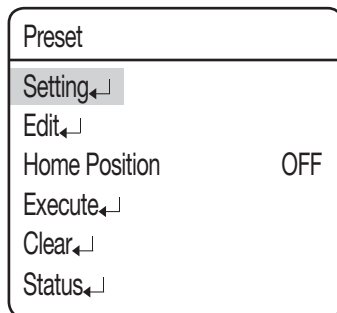 Preset
Setting↵
Edit↵
Home Position OFF
Execute↵
Clear↵
Status↵